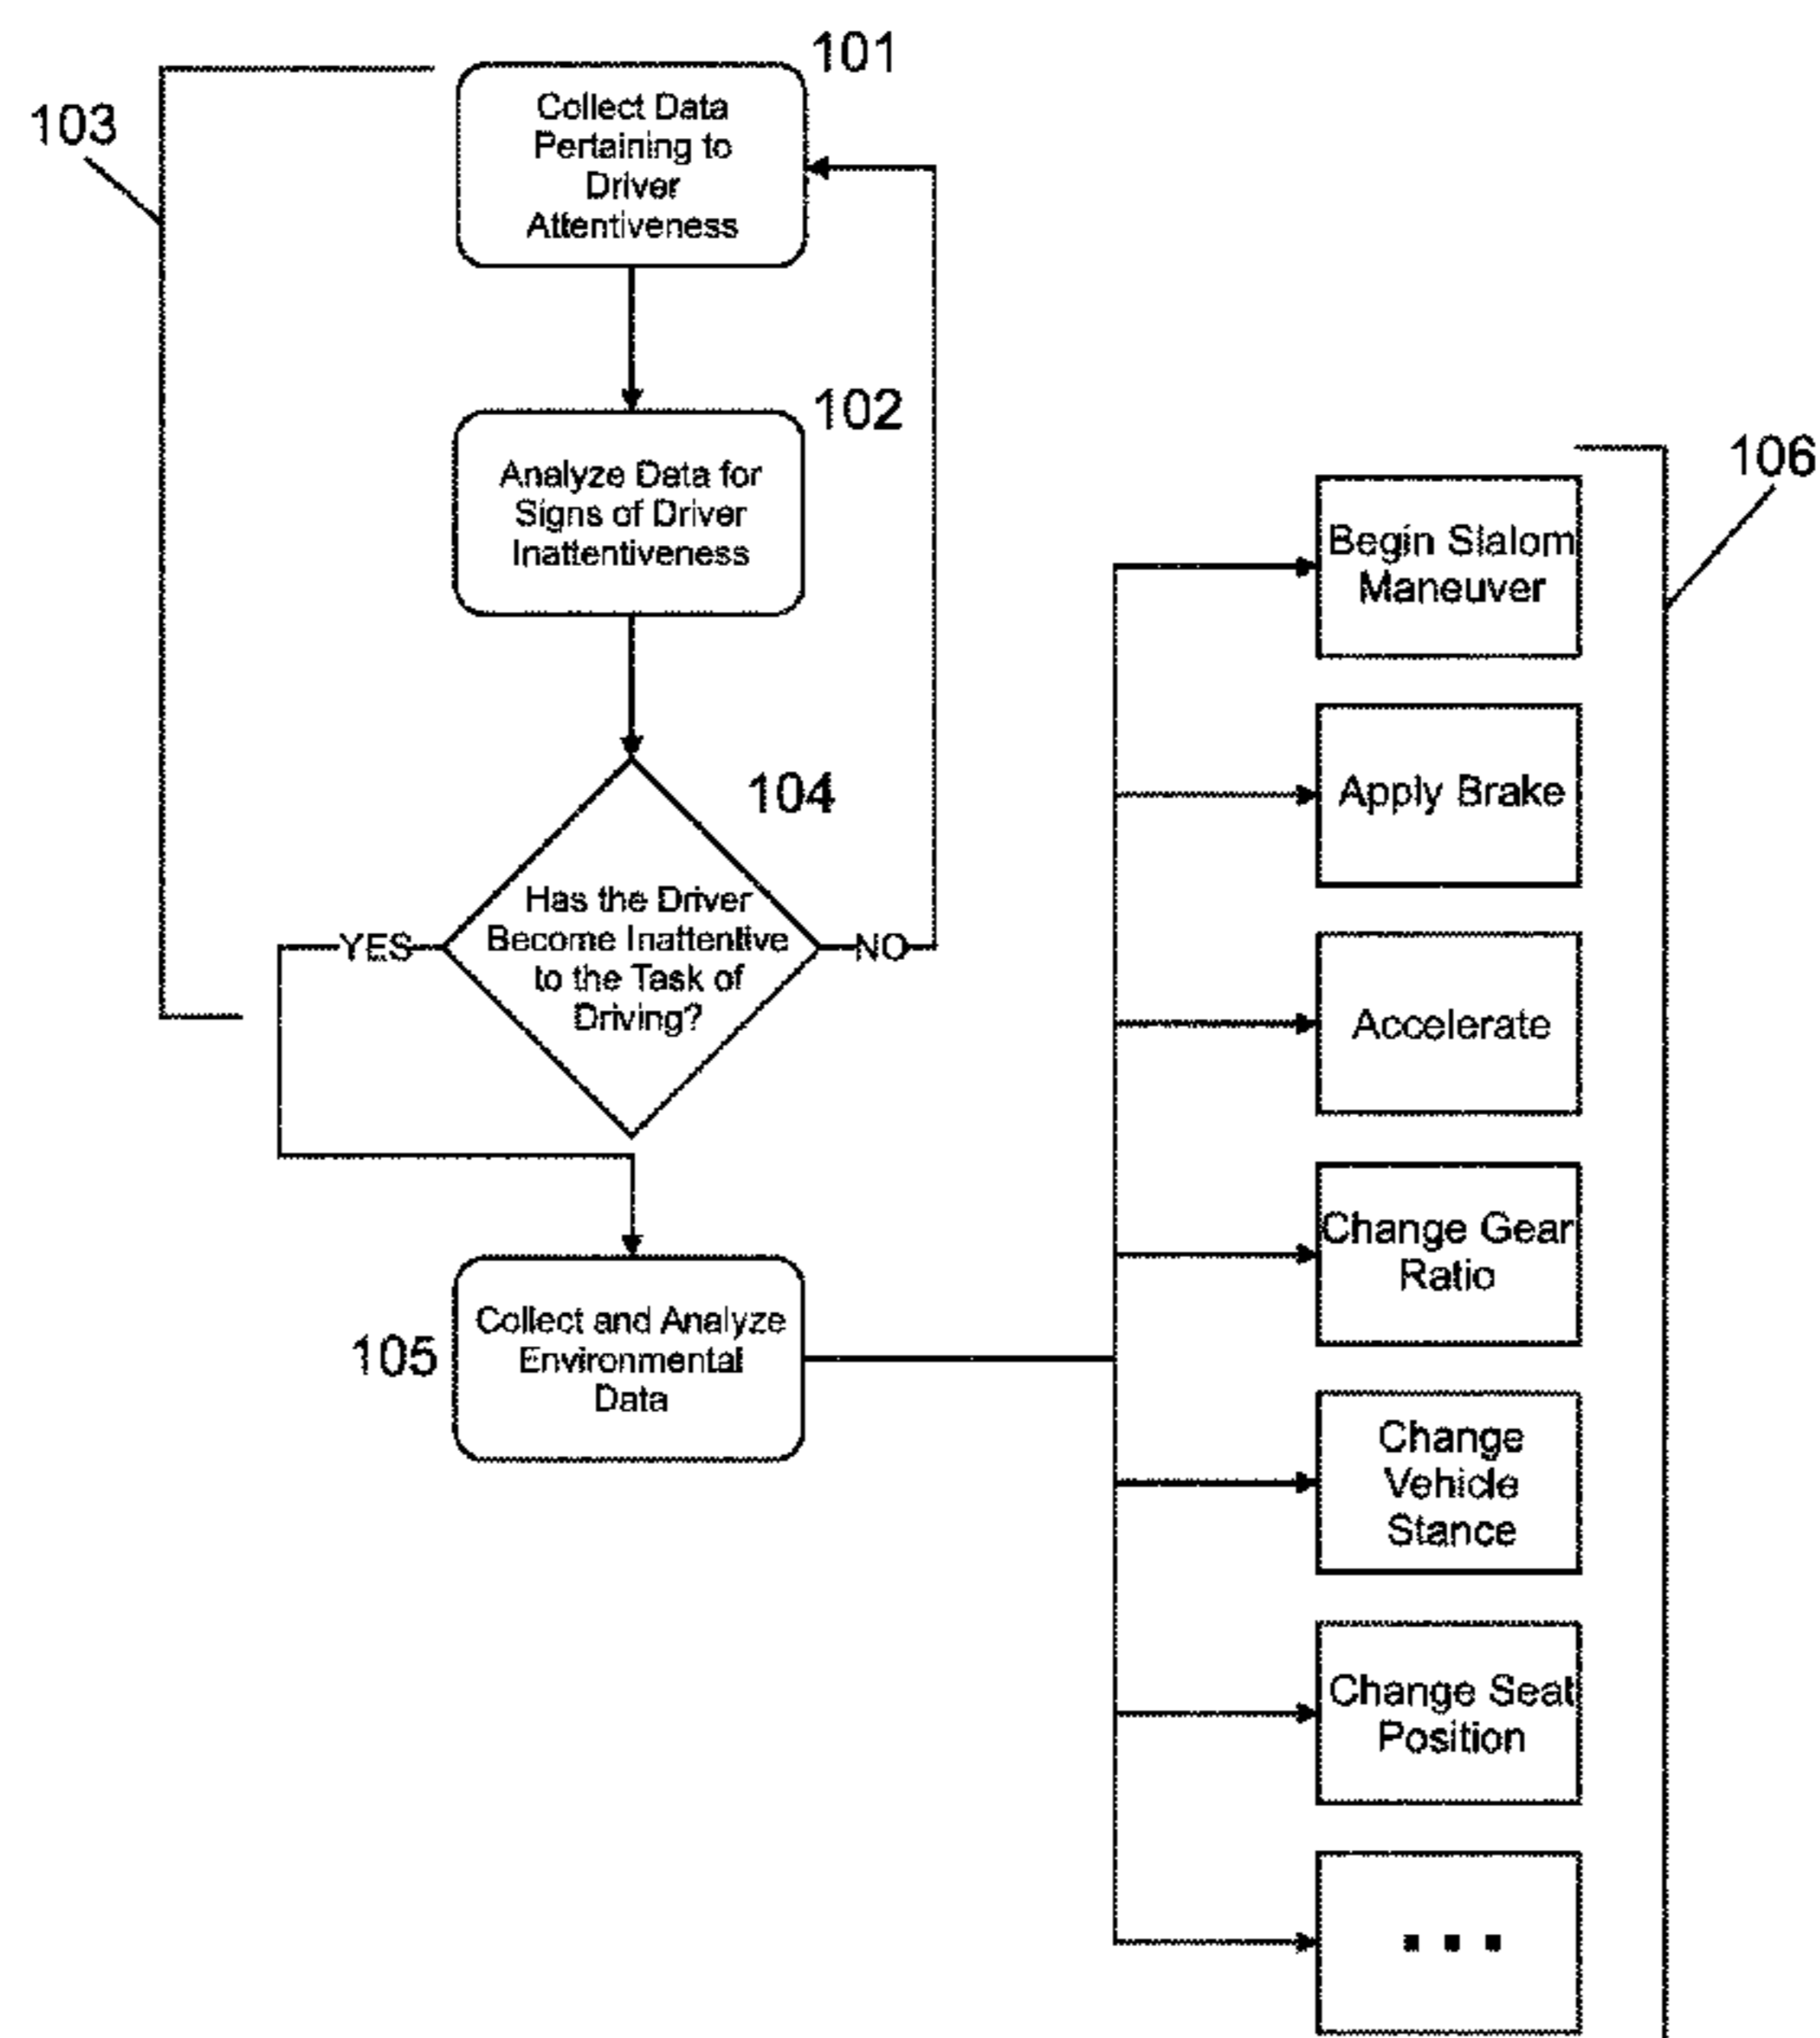 101
Collect Data
Pertaining to
Driver
Attentiveness
103
102
Analyze Data for
Signs of Driver
Inattentiveness
104
Has the Driver
Become Inattentive
to the Task of
Driving?
YES
NO
105
Collect and Analyze
Environmental
Data
106
Begin Slalom
Maneuver
Apply Brake
Accelerate
Change Gear
Ratio
Change
Vehicle
Stance
Change Seat
Position
...